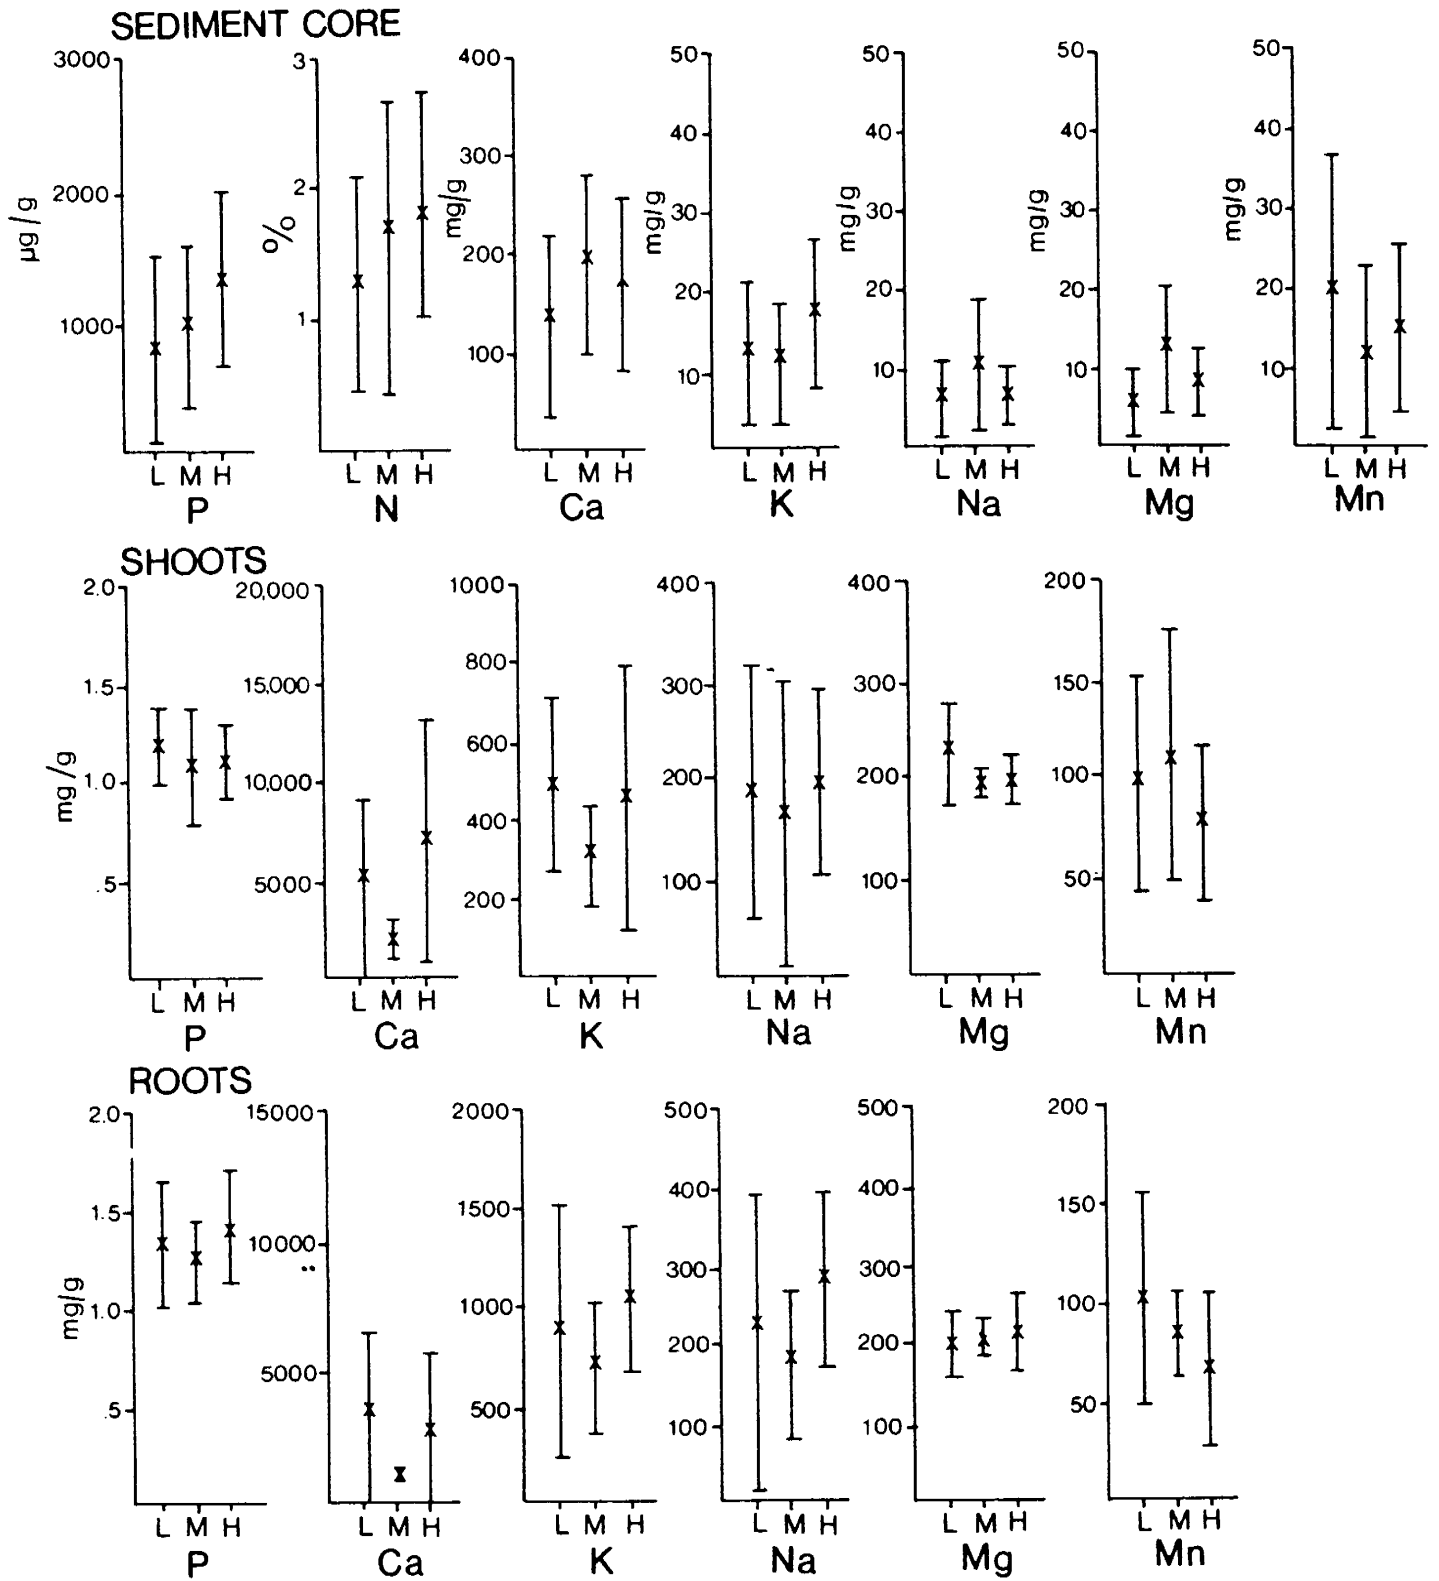 SEDIMENT CORE
3000 2000 1000 µg/g L M H P
3 2 1 % L M H N
400 300 200 100 mg/g L M H Ca
50 40 30 20 10 mg/g L M H K
50 40 30 20 10 mg/g L M H Na
50 40 30 20 10 mg/g L M H Mg
50 40 30 20 10 mg/g L M H Mn
SHOOTS
2.0 1.5 1.0 .5 mg/g L M H P
20,000 15,000 10,000 5000 L M H Ca
1000 800 600 400 200 L M H K
400 300 200 100 L M H Na
400 300 200 100 L M H Mg
200 150 100 50 L M H Mn
ROOTS
2.0 1.5 1.0 .5 mg/g L M H P
15000 10000 5000 L M H Ca
2000 1500 1000 500 L M H K
500 400 300 200 100 L M H Na
500 400 300 200 100 L M H Mg
200 150 100 50 L M H Mn